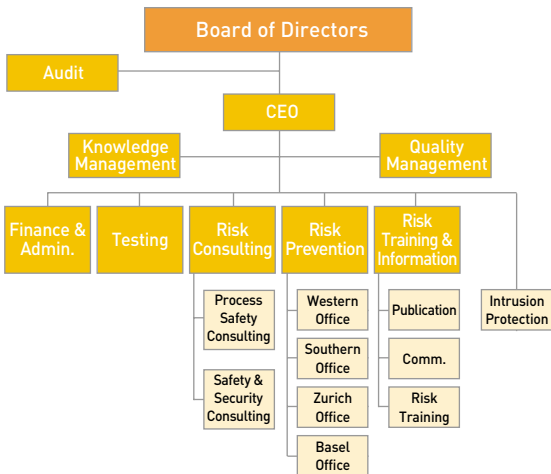 Board of Directors
Audit
CEO
Knowledge
Management
Quality
Management
Finance &
Admin.
Testing
Risk
Consulting
Risk
Prevention
Risk
Training &
Information
Process
Safety
Consulting
Safety &
Security
Consulting
Western
Office
Southern
Office
Zurich
Office
Basel
Office
Publication
Comm.
Risk
Training
Intrusion
Protection